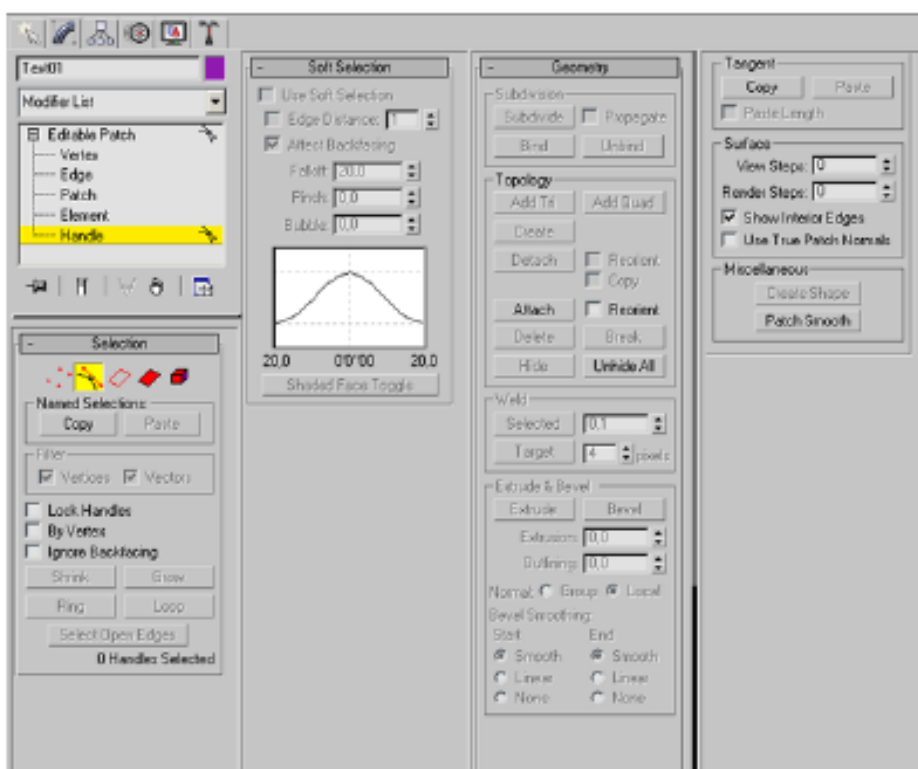 Text01
Modifier List
Editable Patch
Vertex
Edge
Patch
Element
Handle
- Selection
Named Selections:
Copy Paste
Filter
Vertices Vectors
Lock Handles
By Vertex
Ignore Backfacing
Shrink Grow
Ring Loop
Select Open Edges
0 Handles Selected
- Soft Selection
Use Soft Selection
Edge Distance: 1
Affect Backfacing
Falloff: 20,0
Pinch: 0,0
Bubble: 0,0
20,0 0'0"00 20,0
Shaded Face Toggle
- Geometry
Subdivision
Subdivide Propagate
Bind Unbind
Topology
Add Tri Add Quad
Create
Detach Reorient
Copy
Attach Reorient
Delete Break
Hide Unhide All
Weld
Selected 0,1
Target 4 pixels
Extrude & Bevel
Extrude Bevel
Extrusion: 0,0
Outlining: 0,0
Normal: Group Local
Bevel Smoothing:
Start End
Smooth Smooth
Linear Linear
None None
Tangent
Copy Paste
Paste Length
Surface
View Steps: 0
Render Steps: 0
Show Interior Edges
Use True Patch Normals
Miscellaneous
Create Shape
Patch Smooth